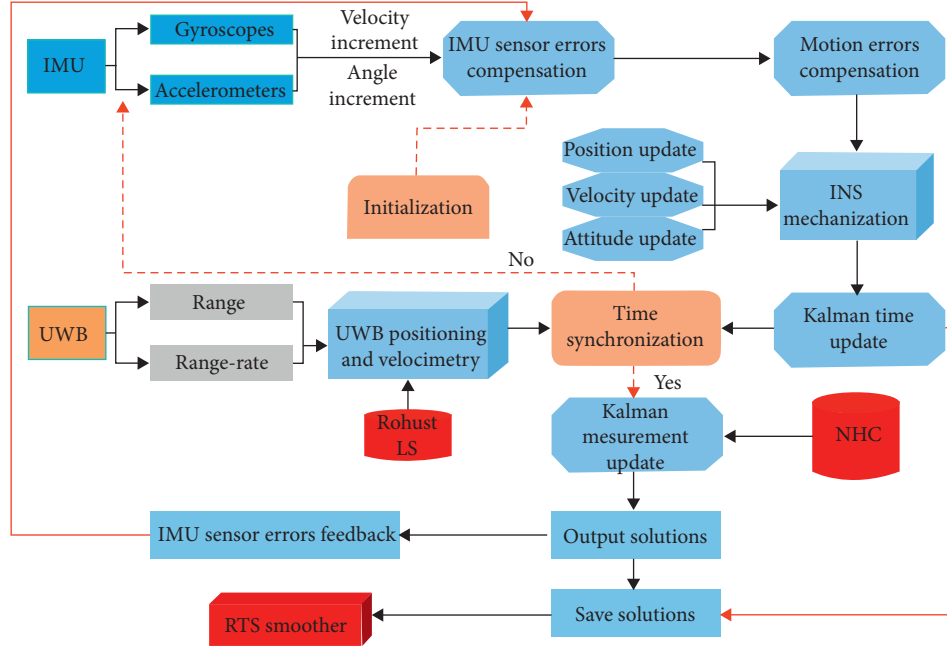 IMU
Gyroscopes
Accelerometers
Velocity
increment
Angle
increment
IMU sensor errors
compensation
Motion errors
compensation
Initialization
Position update
Velocity update
Attitude update
INS
mechanization
No
UWB
Range
Range-rate
UWB positioning
and velocimetry
Time
synchronization
Kalman time
update
Yes
Rohust
LS
Kalman
mesurement
update
NHC
IMU sensor errors feedback
Output solutions
RTS smoother
Save solutions